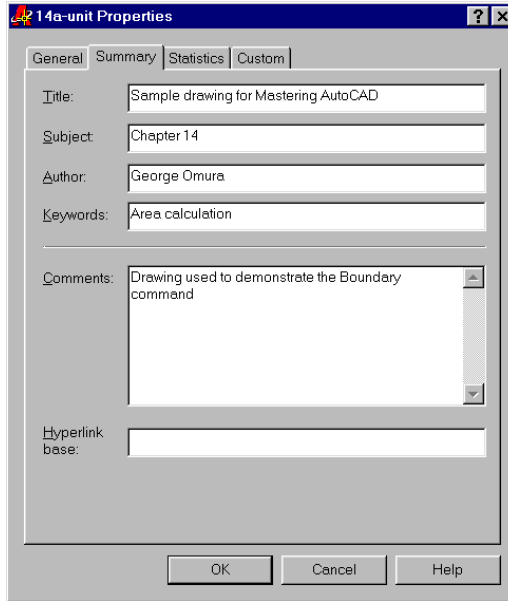 14a-unit Properties
General Summary Statistics Custom
Title: Sample drawing for Mastering AutoCAD
Subject: Chapter 14
Author: George Omura
Keywords: Area calculation
Comments: Drawing used to demonstrate the Boundary
command
Hyperlink
base:
OK Cancel Help